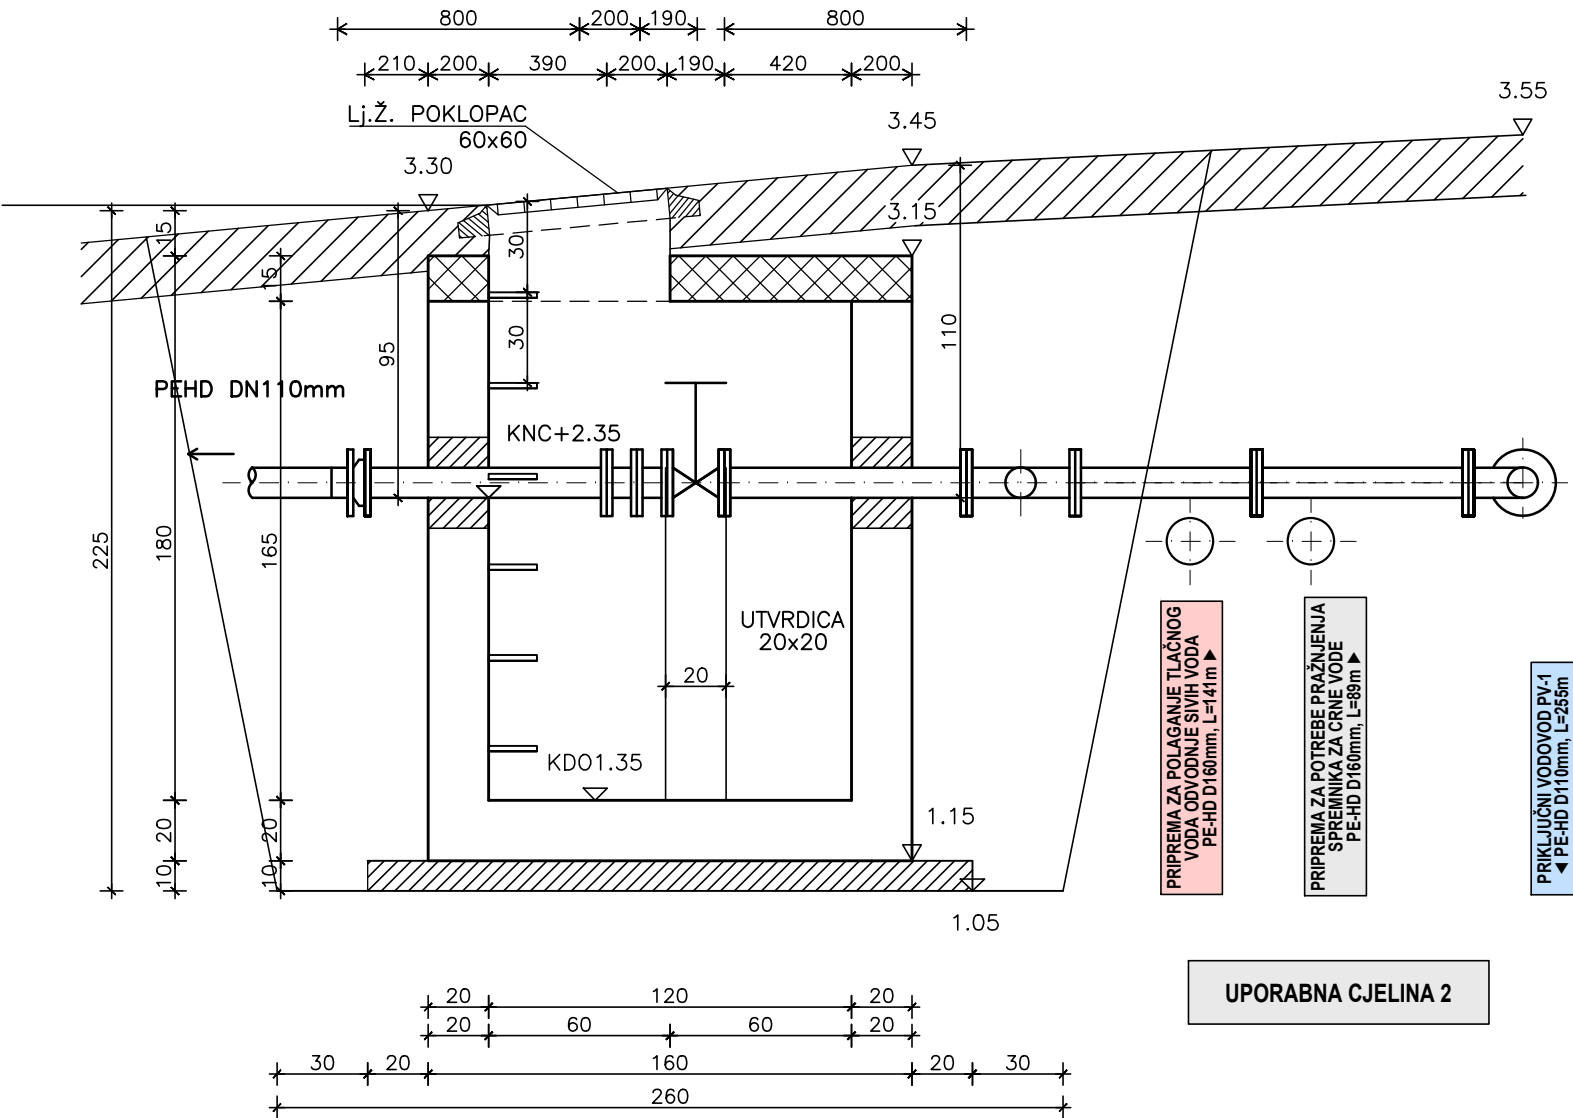 800
200
190
800
210
200
390
200
190
420
200
Lj.Ž. POKLOPAC
60x60
3.30
3.45
3.55
3.15
15
15
30
30
95
110
PEHD DN110mm
KNC+2.35
225
180
165
UTVRDICA
20x20
20
KDO1.35
1.15
20
20
10
10
1.05
PRIPREMA ZA POLAGANJE TLAČNOG
VODA ODVODNJE SIVIH VODA
PE-HD D160mm, L=141m ▶
PRIPREMA ZA POTREBE PRAŽNJENJA
SPREMNIKA ZA CRNE VODE
PE-HD D160mm, L=89m ▶
PRIKLJUČNI VODOVOD PV-1
◀ PE-HD D110mm, L=255m
UPORABNA CJELINA 2
20
120
20
20
60
60
20
30
20
160
20
30
260